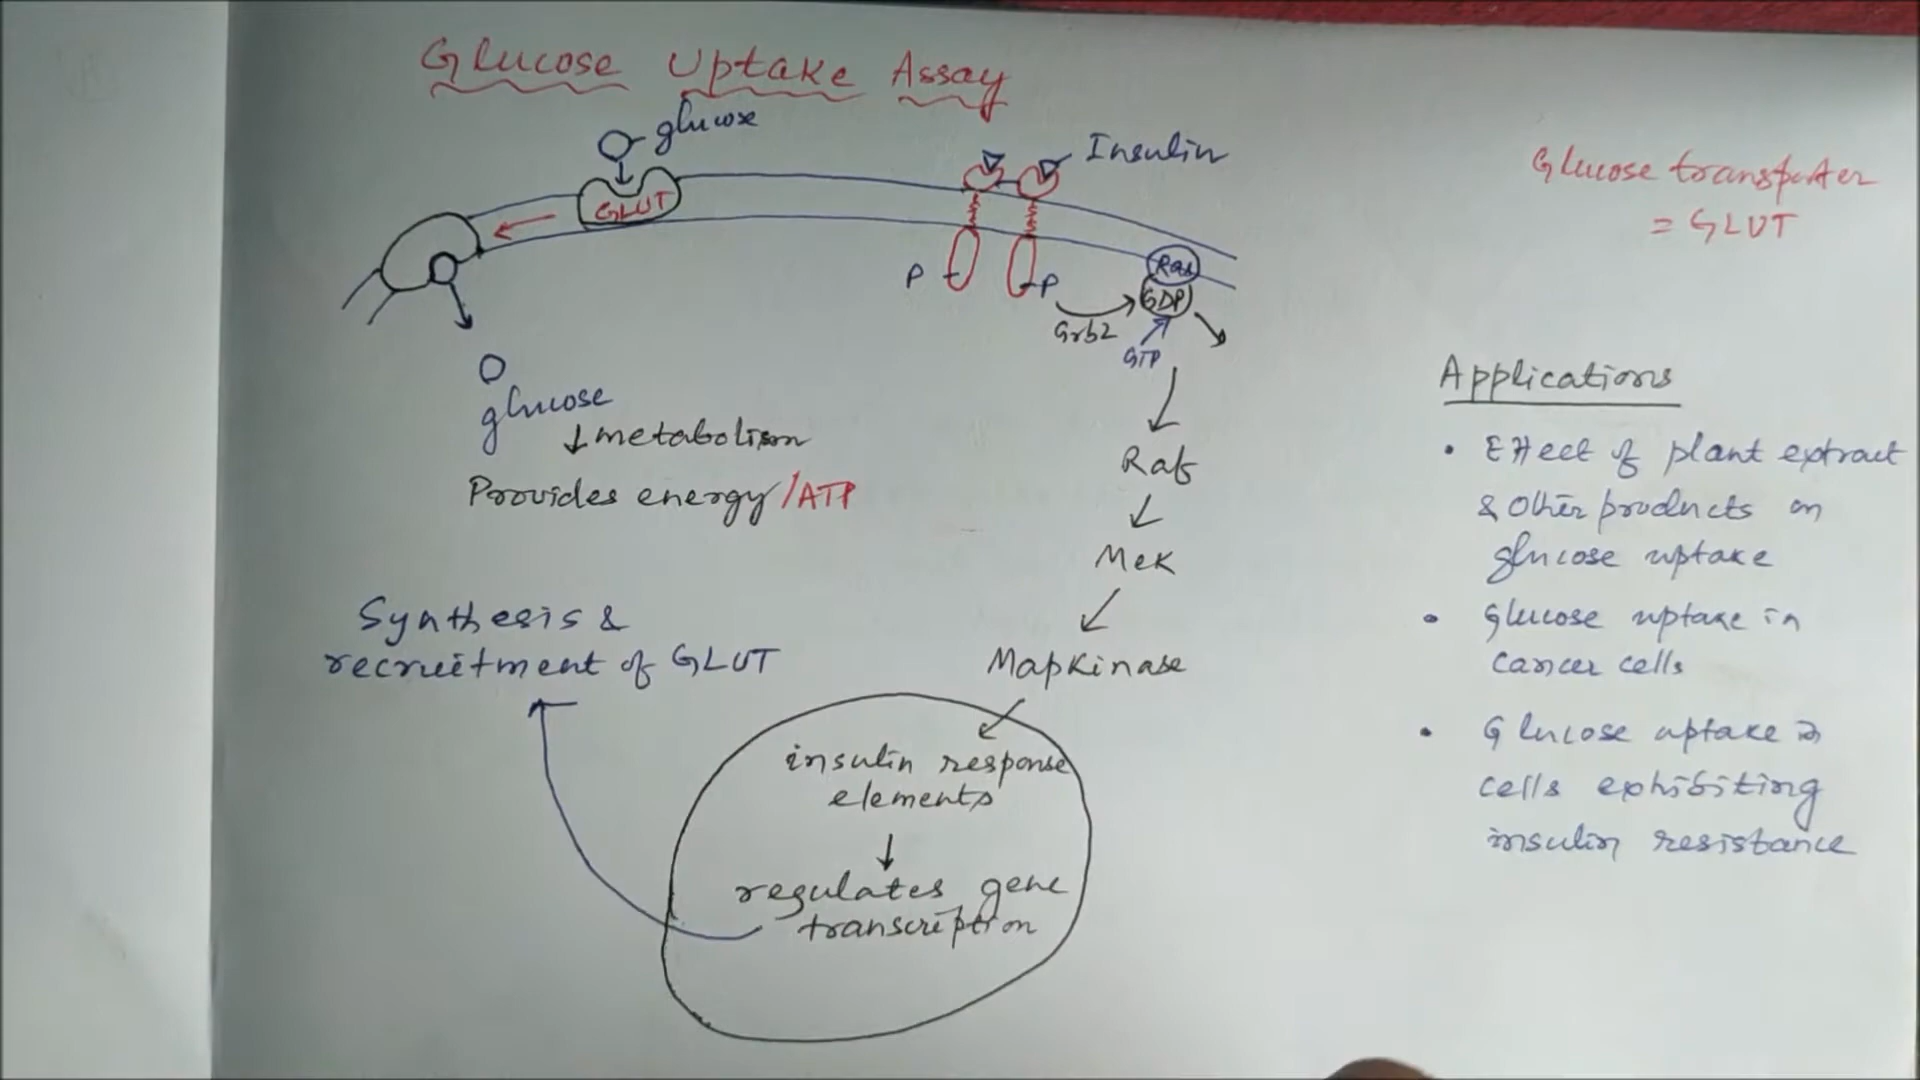 Glucose Uptake Assay
glucose
Insulin
Glucose transporter
= GLUT
GLUT
P
P
Ras
GDP
Grb2
GTP
glucose
↓ metabolism
Provides energy/ATP
Raf
Mek
Mapkinase
Synthesis &
recruitment of GLUT
insulin response
elements
regulates gene
transcription
Applications
• Effect of plant extract
& Other products on
glucose uptake
• Glucose uptake in
cancer cells
• Glucose uptake in
cells exhibiting
insulin resistance